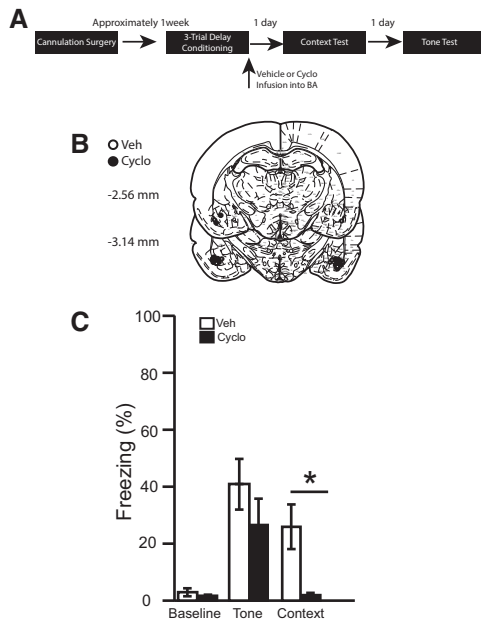 A
Approximately 1week
1 day
1 day
Cannulation Surgery
3-Trial Delay
Conditioning
Context Test
Tone Test
Vehicle or Cyclo
Infusion into BA
B
Veh
Cyclo
-2.56 mm
-3.14 mm
C
100
80
60
40
20
0
Freezing (%)
Veh
Cyclo
*
Baseline Tone Context